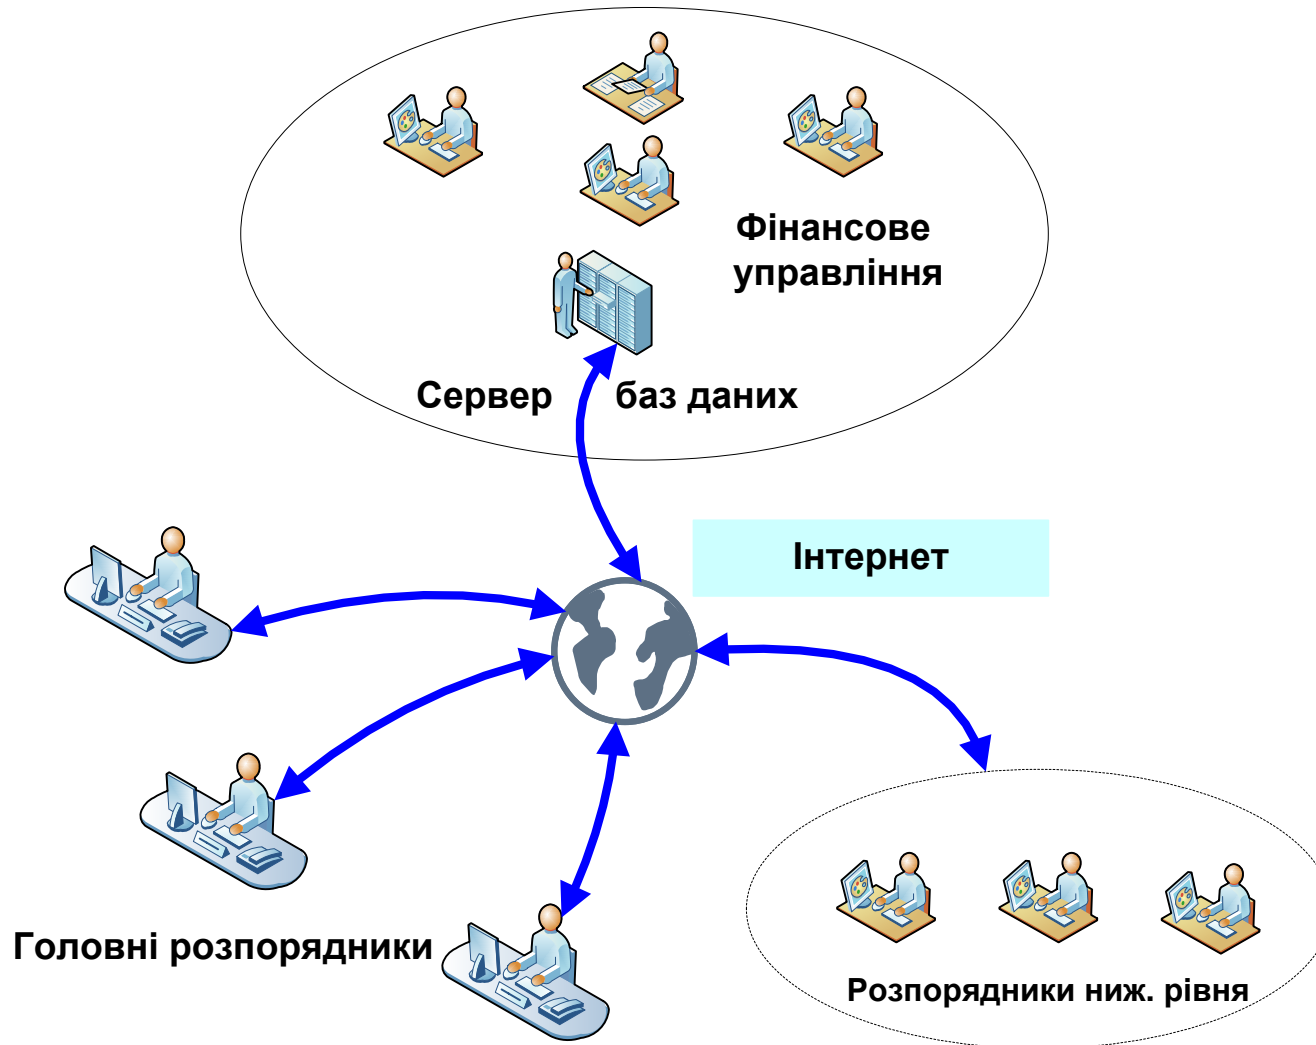 Фінансове
управління
Сервер баз даних
Інтернет
Головні розпорядники
Розпорядники ниж. рівня